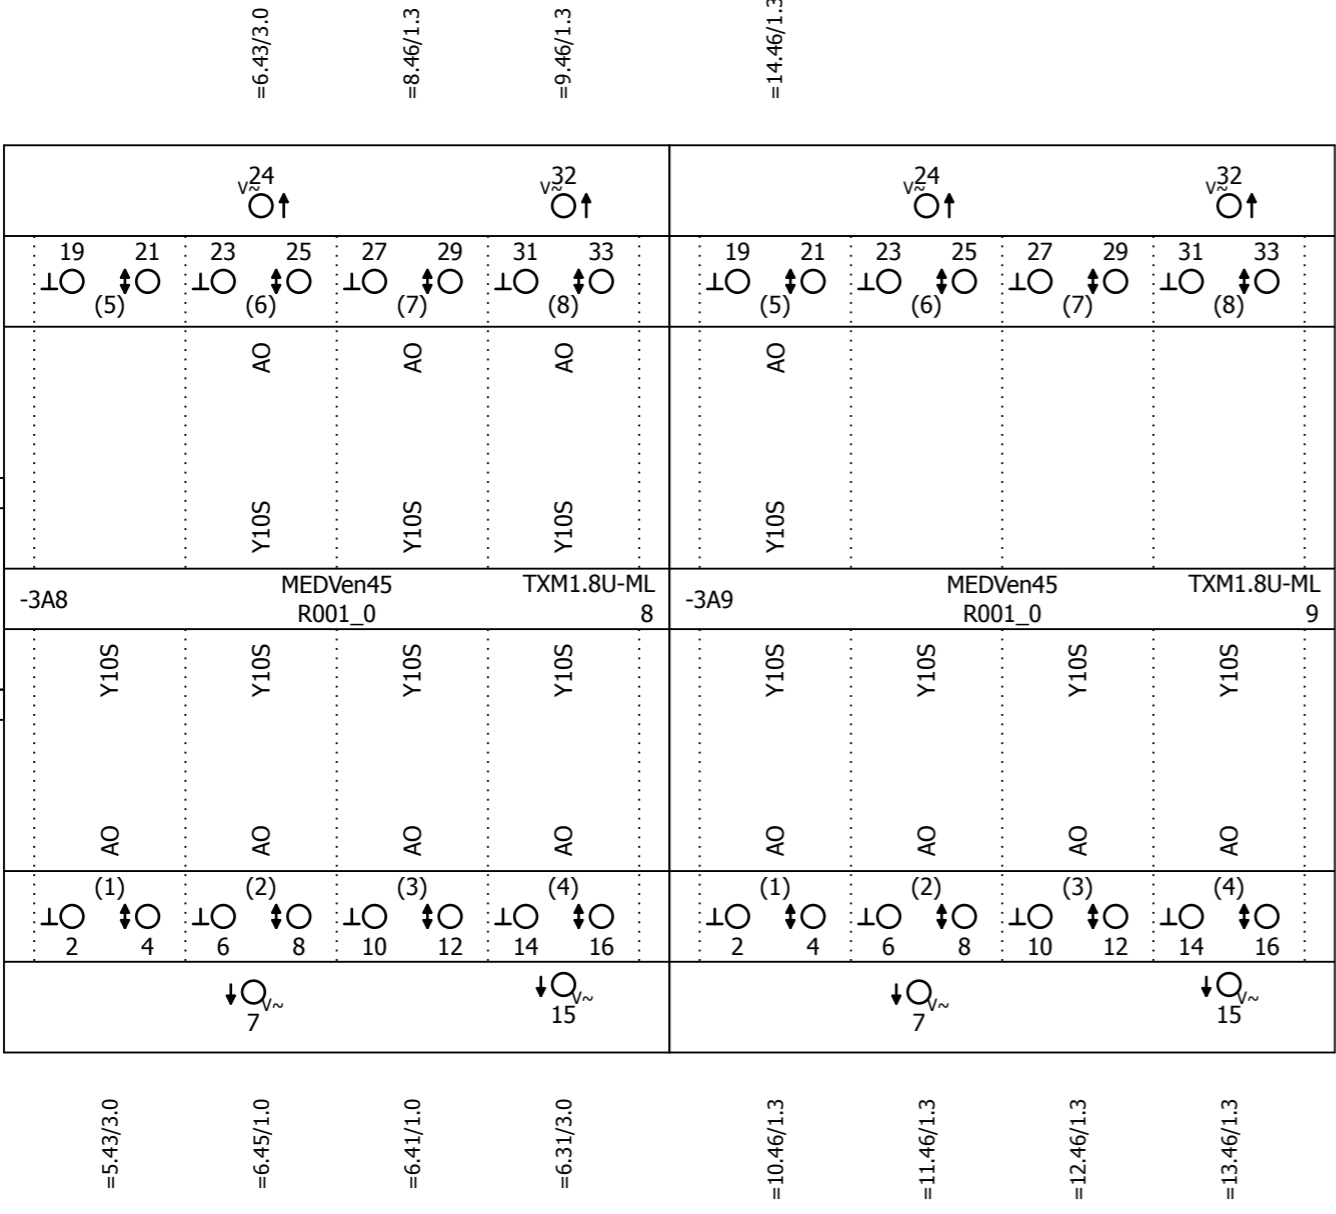 =6.43/3.0 =8.46/1.3 =9.46/1.3 =14.46/1.3
24 32 24 32
V~ V~ V~ V~
19 21 23 25 27 29 31 33 19 21 23 25 27 29 31 33
(5) (6) (7) (8) (5) (6) (7) (8)
AO AO AO AO
Y10S Y10S Y10S Y10S
-3A8 MEDVen45 TXM1.8U-ML -3A9 MEDVen45 TXM1.8U-ML
R001_0 8 R001_0 9
Y10S Y10S Y10S Y10S Y10S Y10S Y10S Y10S
AO AO AO AO AO AO AO AO
(1) (2) (3) (4) (1) (2) (3) (4)
2 4 6 8 10 12 14 16 2 4 6 8 10 12 14 16
V~ V~ V~ V~
7 15 7 15
=5.43/3.0 =6.45/1.0 =6.41/1.0 =6.31/3.0 =10.46/1.3 =11.46/1.3 =12.46/1.3 =13.46/1.3